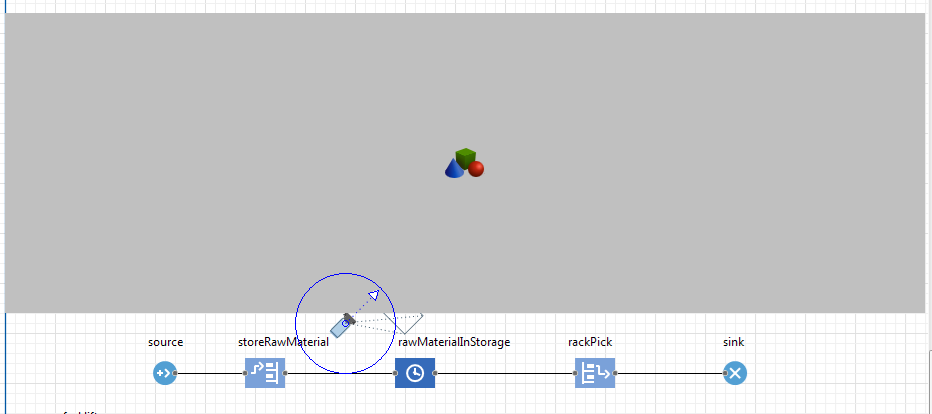 source
storeRawMaterial
rawMaterialInStorage
rackPick
sink